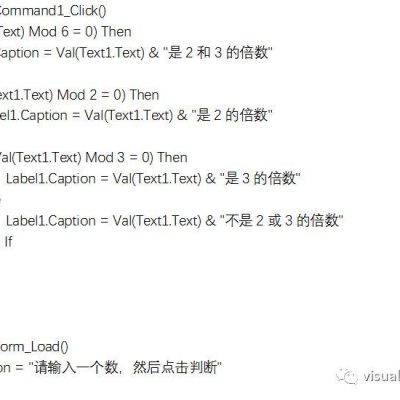 ommand1_Click()
Text) Mod 6 = 0) Then
aption = Val(Text1.Text) & "是 2 和 3 的倍数"
ext1.Text) Mod 2 = 0) Then
el1.Caption = Val(Text1.Text) & "是 2 的倍数"
Val(Text1.Text) Mod 3 = 0) Then
Label1.Caption = Val(Text1.Text) & "是 3 的倍数"
e
Label1.Caption = Val(Text1.Text) & "不是 2 或 3 的倍数"
If
orm_Load()
on = "请输入一个数，然后点击判断"
visual